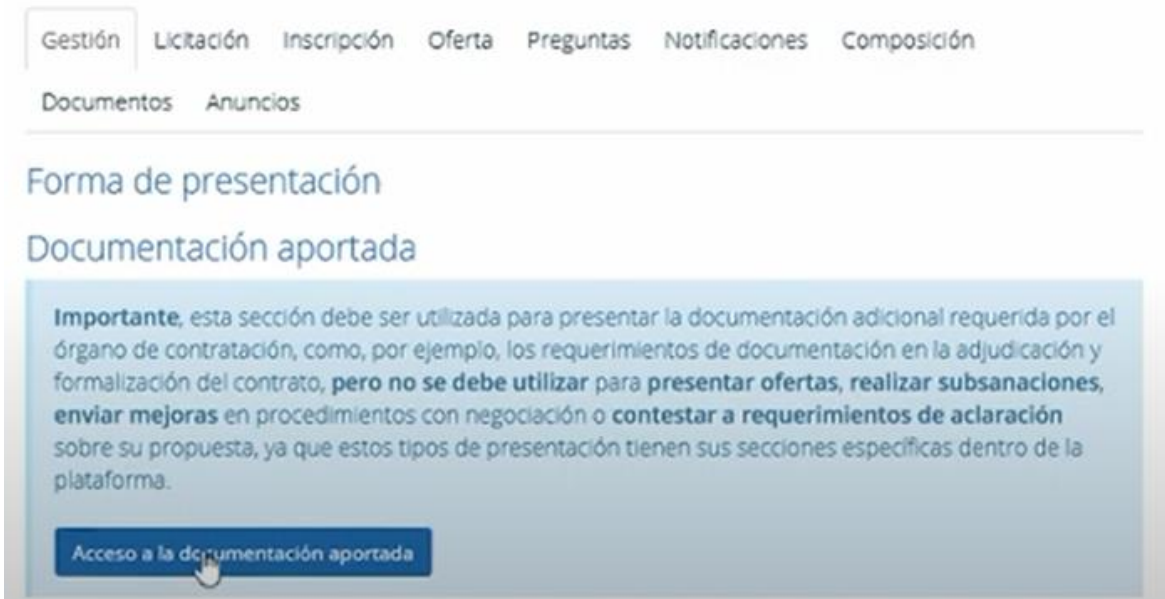 Gestión Licitación Inscripción Oferta Preguntas Notificaciones Composición
Documentos Anuncios
Forma de presentación
Documentación aportada
Importante, esta sección debe ser utilizada para presentar la documentación adicional requerida por el
órgano de contratación, como, por ejemplo, los requerimientos de documentación en la adjudicación y
formalización del contrato, pero no se debe utilizar para presentar ofertas, realizar subsanaciones,
enviar mejoras en procedimientos con negociación o contestar a requerimientos de aclaración
sobre su propuesta, ya que estos tipos de presentación tienen sus secciones específicas dentro de la
plataforma.
Acceso a la documentación aportada